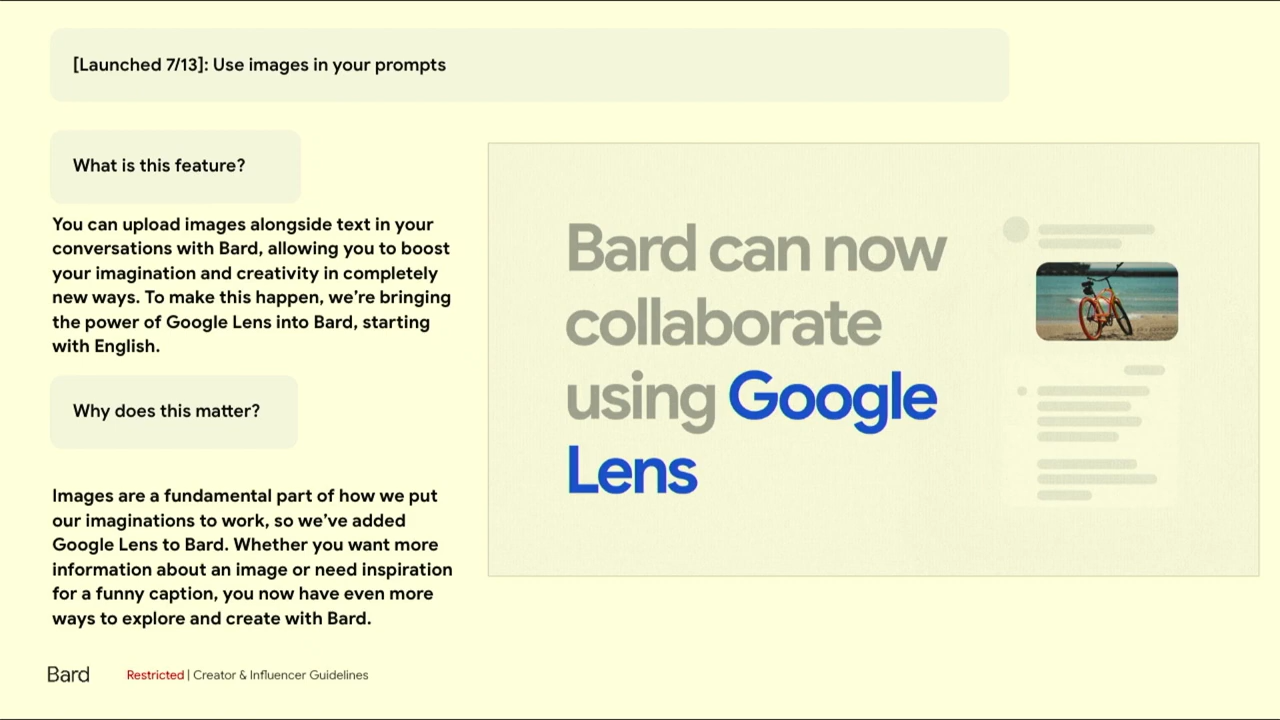 [Launched 7/13]: Use images in your prompts
What is this feature?
You can upload images alongside text in your
conversations with Bard, allowing you to boost
your imagination and creativity in completely
new ways. To make this happen, we’re bringing
the power of Google Lens into Bard, starting
with English.
Why does this matter?
Images are a fundamental part of how we put
our imaginations to work, so we’ve added
Google Lens to Bard. Whether you want more
information about an image or need inspiration
for a funny caption, you now have even more
ways to explore and create with Bard.
Bard can now
collaborate
using Google
Lens
Bard
Restricted | Creator & Influencer Guidelines